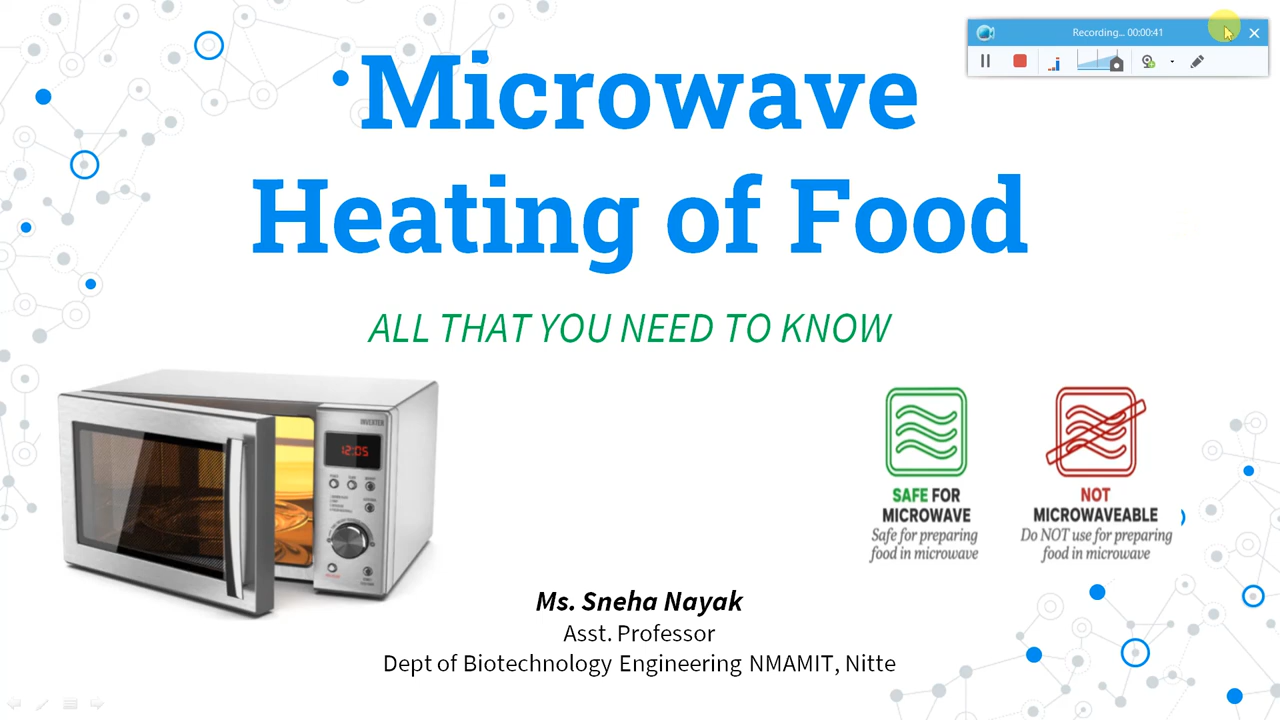 Recording... 00:00:41
Microwave
Heating of Food
ALL THAT YOU NEED TO KNOW
INVERTER
12:05
SAFE FOR
MICROWAVE
Safe for preparing
food in microwave
NOT
MICROWAVEABLE
Do NOT use for preparing
food in microwave
Ms. Sneha Nayak
Asst. Professor
Dept of Biotechnology Engineering NMAMIT, Nitte